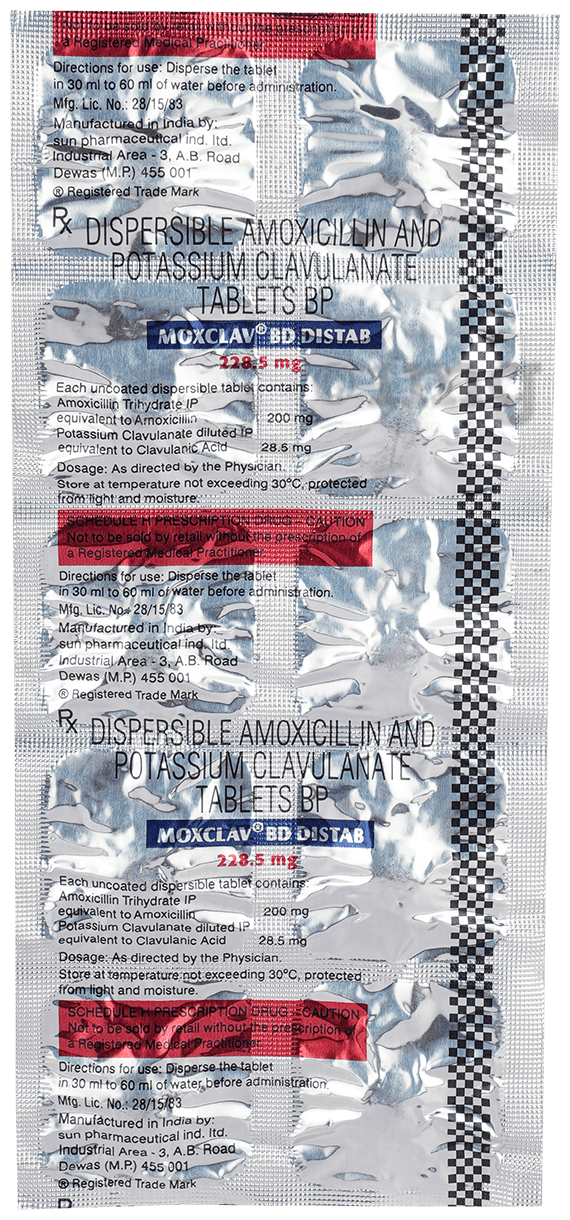 Not to be sold by retail without the prescription of
a Registered Medical Practitioner.
Directions for use: Disperse the tablet
in 30 ml to 60 ml of water before administration.
Mfg. Lic. No.: 28/15/83
Manufactured in India by:
sun pharmaceutical ind. ltd.
Industrial Area - 3, A.B. Road
Dewas (M.P.) 455 001
® Registered Trade Mark
Rx DISPERSIBLE AMOXICILLIN AND
POTASSIUM CLAVULANATE
TABLETS BP
MOXCLAV® BD DISTAB
228.5 mg
Each uncoated dispersible tablet contains:
Amoxicillin Trihydrate IP
equivalent to Amoxicillin 200 mg
Potassium Clavulanate diluted IP
equivalent to Clavulanic Acid 28.5 mg
Dosage: As directed by the Physician.
Store at temperature not exceeding 30°C, protected
from light and moisture.
SCHEDULE H PRESCRIPTION DRUG - CAUTION
Not to be sold by retail without the prescription of
a Registered Medical Practitioner.
Directions for use: Disperse the tablet
in 30 ml to 60 ml of water before administration.
Mfg. Lic. No.: 28/15/83
Manufactured in India by:
sun pharmaceutical ind. ltd.
Industrial Area - 3, A.B. Road
Dewas (M.P.) 455 001
® Registered Trade Mark
Rx DISPERSIBLE AMOXICILLIN AND
POTASSIUM CLAVULANATE
TABLETS BP
MOXCLAV® BD DISTAB
228.5 mg
Each uncoated dispersible tablet contains:
Amoxicillin Trihydrate IP
equivalent to Amoxicillin 200 mg
Potassium Clavulanate diluted IP
equivalent to Clavulanic Acid 28.5 mg
Dosage: As directed by the Physician.
Store at temperature not exceeding 30°C, protected
from light and moisture.
SCHEDULE H PRESCRIPTION DRUG - CAUTION
Not to be sold by retail without the prescription of
a Registered Medical Practitioner.
Directions for use: Disperse the tablet
in 30 ml to 60 ml of water before administration.
Mfg. Lic. No.: 28/15/83
Manufactured in India by:
sun pharmaceutical ind. ltd.
Industrial Area - 3, A.B. Road
Dewas (M.P.) 455 001
® Registered Trade Mark